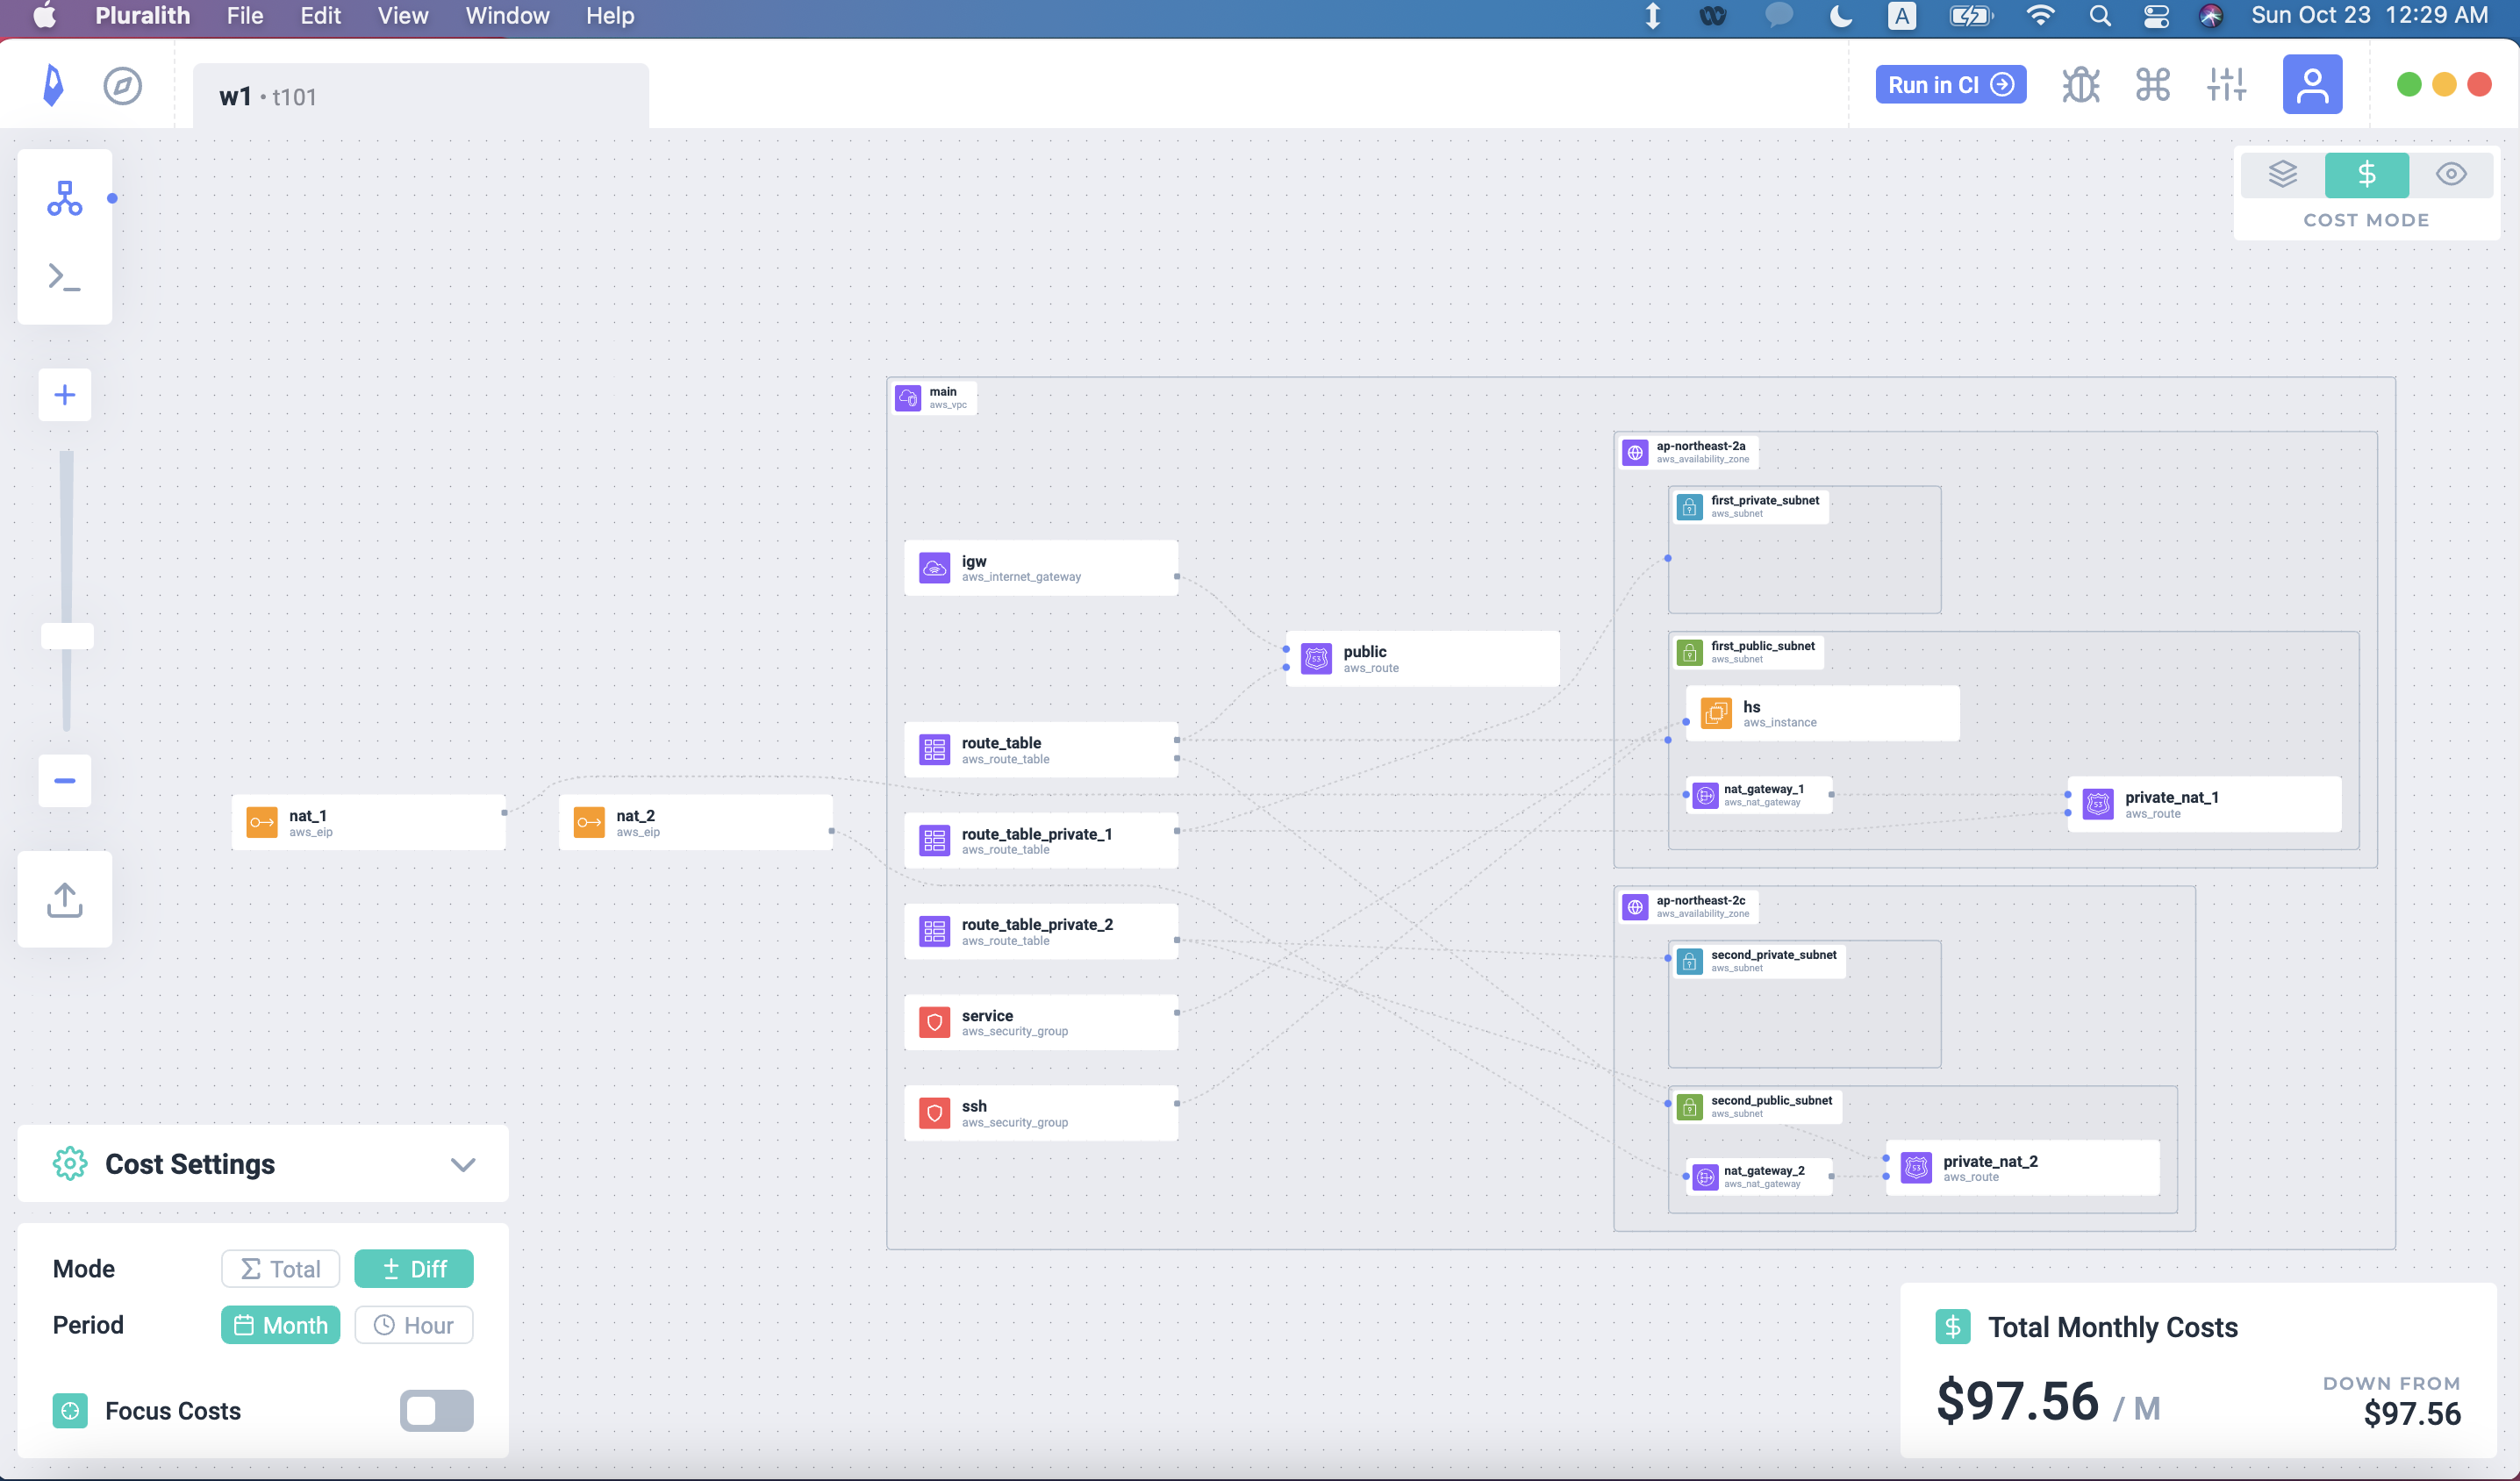 Pluralith File Edit View Window Help
A
Sun Oct 23 12:29 AM
w1 • t101
Run in CI
COST MODE
main
aws_vpc
ap-northeast-2a
aws_availability_zone
first_private_subnet
aws_subnet
igw
aws_internet_gateway
public
aws_route
first_public_subnet
aws_subnet
hs
aws_instance
route_table
aws_route_table
nat_gateway_1
aws_nat_gateway
private_nat_1
aws_route
nat_1
aws_eip
nat_2
aws_eip
route_table_private_1
aws_route_table
ap-northeast-2c
aws_availability_zone
route_table_private_2
aws_route_table
second_private_subnet
aws_subnet
service
aws_security_group
ssh
aws_security_group
second_public_subnet
aws_subnet
nat_gateway_2
aws_nat_gateway
private_nat_2
aws_route
Cost Settings
Mode Σ Total ± Diff
Period Month Hour
Focus Costs
$ Total Monthly Costs
$97.56 / M
DOWN FROM
$97.56